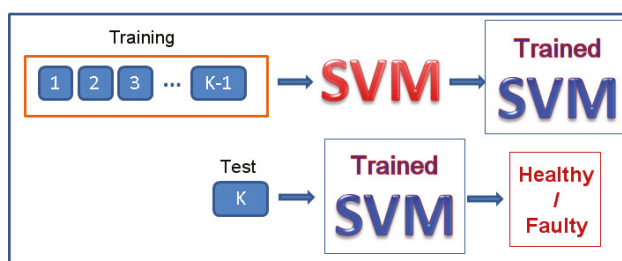 Training
1 2 3 ... K-1
SVM
Trained
SVM
Test
K
Trained
SVM
Healthy
/
Faulty